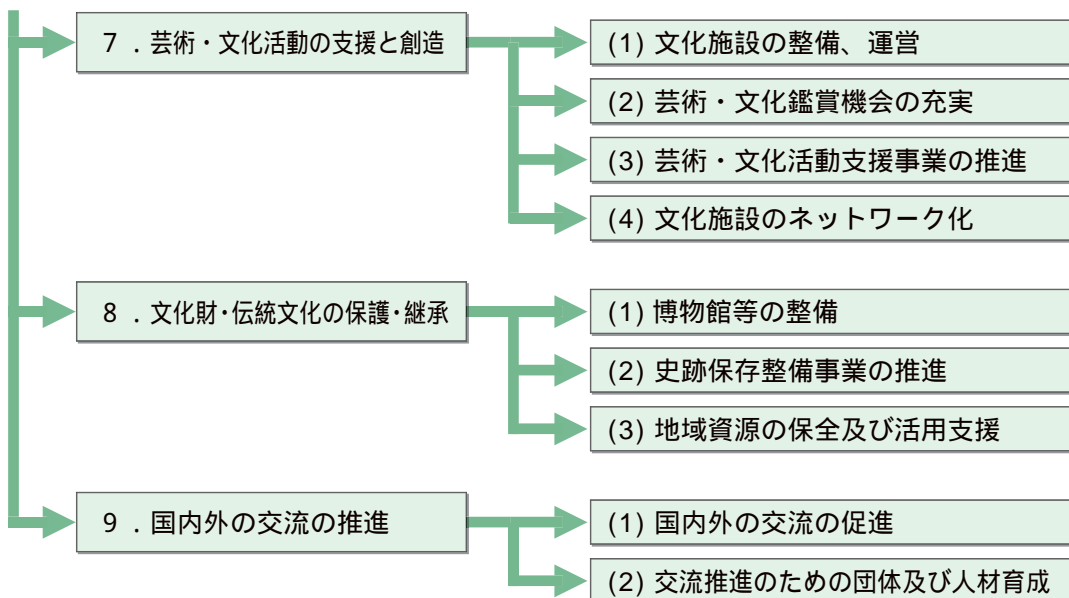 7．芸術・文化活動の支援と創造
(1) 文化施設の整備、運営
(2) 芸術・文化鑑賞機会の充実
(3) 芸術・文化活動支援事業の推進
(4) 文化施設のネットワーク化
8．文化財・伝統文化の保護・継承
(1) 博物館等の整備
(2) 史跡保存整備事業の推進
(3) 地域資源の保全及び活用支援
9．国内外の交流の推進
(1) 国内外の交流の促進
(2) 交流推進のための団体及び人材育成